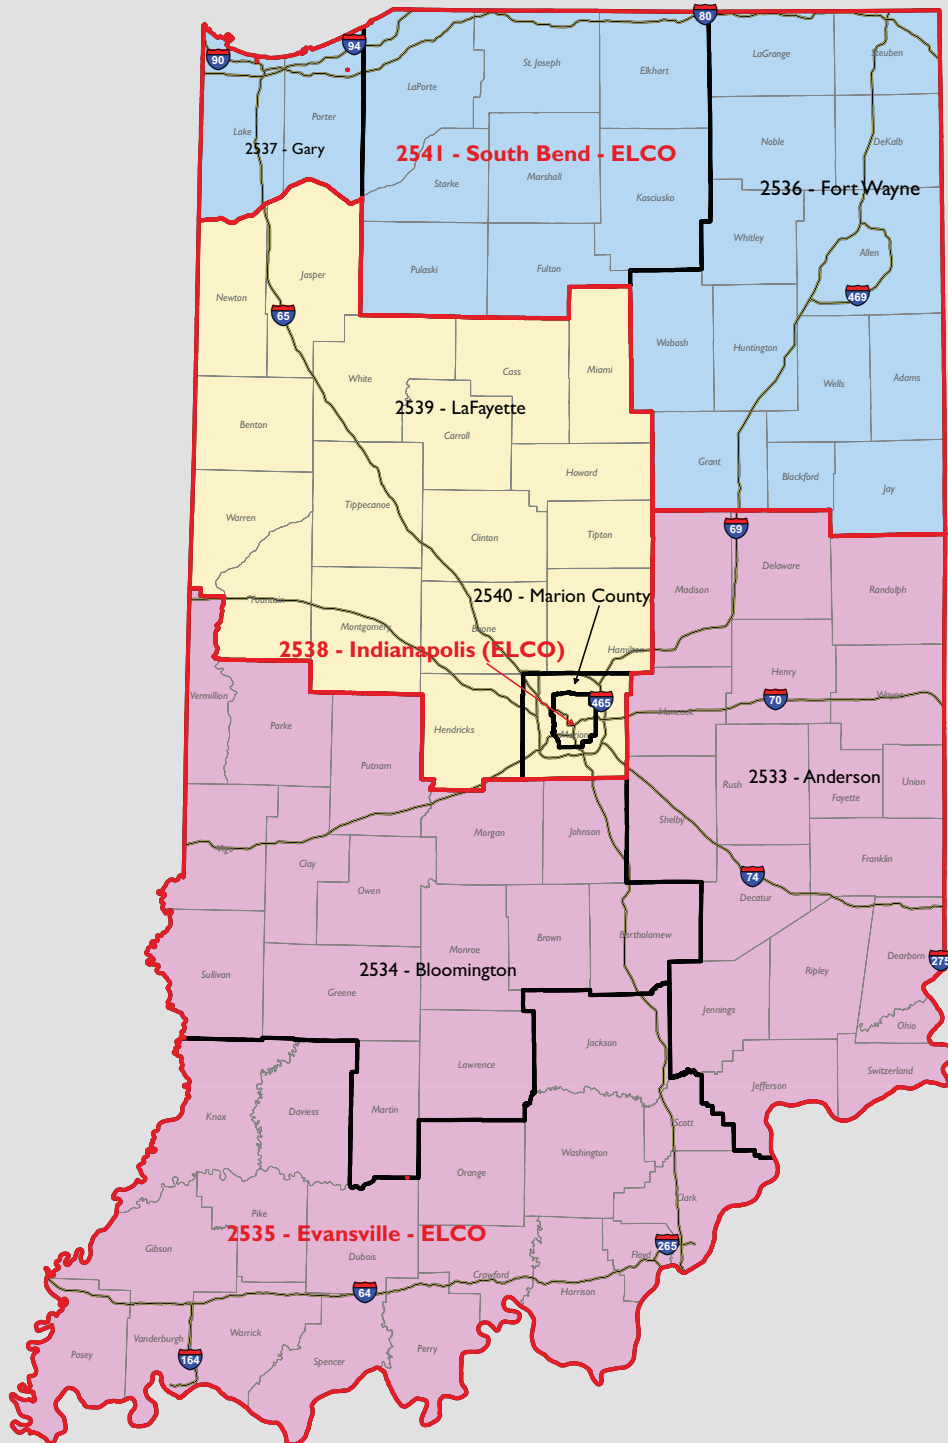 80
94
90
LaGrange
Steuben
St. Joseph
Elkhart
LaPorte
Porter
Lake
2537 - Gary
2541 - South Bend - ELCO
Noble
DeKalb
Starke
Marshall
Kosciusko
2536 - Fort Wayne
Whitley
Allen
Pulaski
Fulton
Jasper
Newton
469
65
Wabash
Huntington
White
Cass
Miami
Wells
Adams
2539 - LaFayette
Benton
Carroll
Howard
Grant
Blackford
Jay
Tippecanoe
Warren
Clinton
Tipton
69
Delaware
Madison
Randolph
Fountain
2540 - Marion County
Montgomery
Boone
2538 - Indianapolis (ELCO)
Hamilton
Henry
Vermillion
Wayne
70
465
Hancock
Parke
Hendricks
Marion
Putnam
2533 - Anderson
Rush
Union
Fayette
Shelby
Morgan
Johnson
Vigo
Clay
Franklin
74
Owen
Decatur
Bartholomew
Brown
Monroe
Dearborn
275
2534 - Bloomington
Sullivan
Ripley
Greene
Jennings
Ohio
Jackson
Lawrence
Switzerland
Jefferson
Martin
Daviess
Knox
Scott
Washington
Orange
Clark
Pike
2535 - Evansville - ELCO
Gibson
Dubois
265
Floyd
Crawford
64
Harrison
Vanderburgh
Warrick
Perry
Posey
164
Spencer